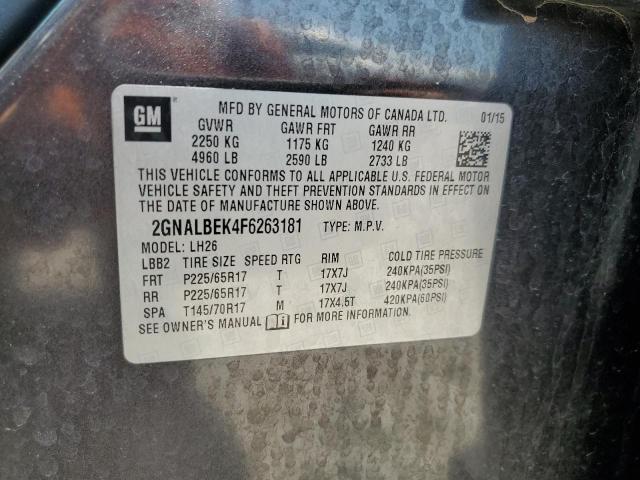 GM
MFD BY GENERAL MOTORS OF CANADA LTD. 01/15
GVWR GAWR FRT GAWR RR
2250 KG 1175 KG 1240 KG
4960 LB 2590 LB 2733 LB
THIS VEHICLE CONFORMS TO ALL APPLICABLE U.S. FEDERAL MOTOR
VEHICLE SAFETY AND THEFT PREVENTION STANDARDS IN EFFECT ON
THE DATE OF MANUFACTURE SHOWN ABOVE.
2GNALBEK4F6263181 TYPE: M.P.V.
MODEL: LH26
LBB2 TIRE SIZE SPEED RTG RIM COLD TIRE PRESSURE
FRT P225/65R17 T 17X7J 240KPA(35PSI)
RR P225/65R17 T 17X7J 240KPA(35PSI)
SPA T145/70R17 M 17X4.5T 420KPA(60PSI)
SEE OWNER'S MANUAL FOR MORE INFORMATION.